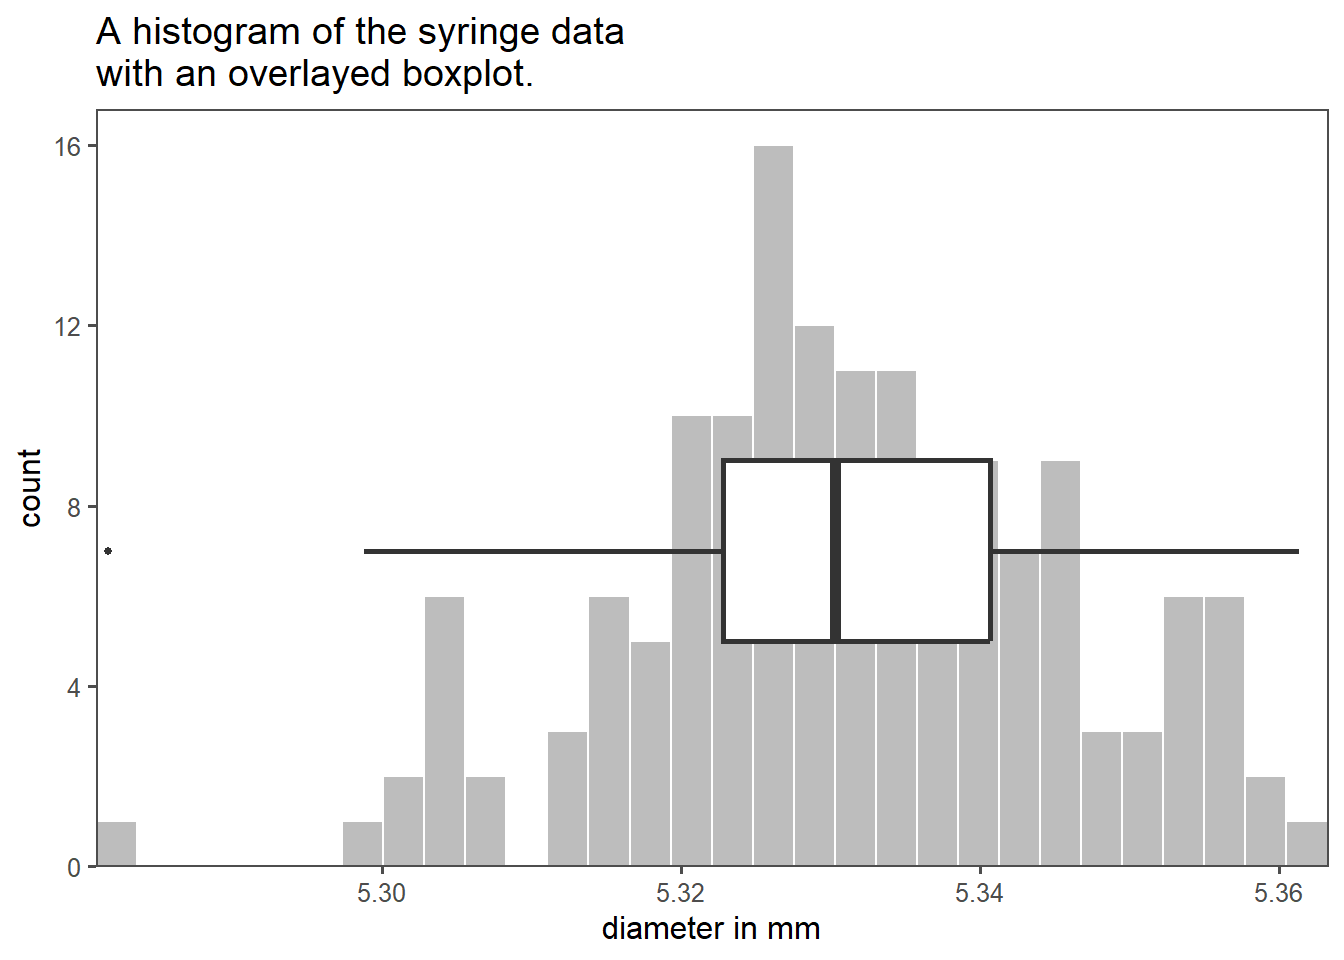 A histogram of the syringe data
with an overlayed boxplot.
16
12
8
4
0
count
5.30 5.32 5.34 5.36
diameter in mm